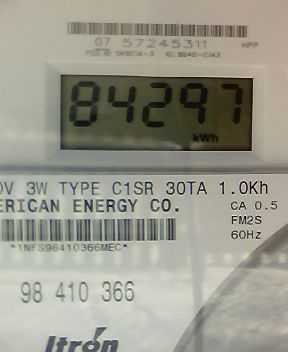 07 57245311 HPP
84297
kWh
0V 3W TYPE C1SR 30TA 1.0Kh
ERICAN ENERGY CO. CA 0.5
FM2S
60Hz
*1NFS98410366MEC*
98 410 366
Itron